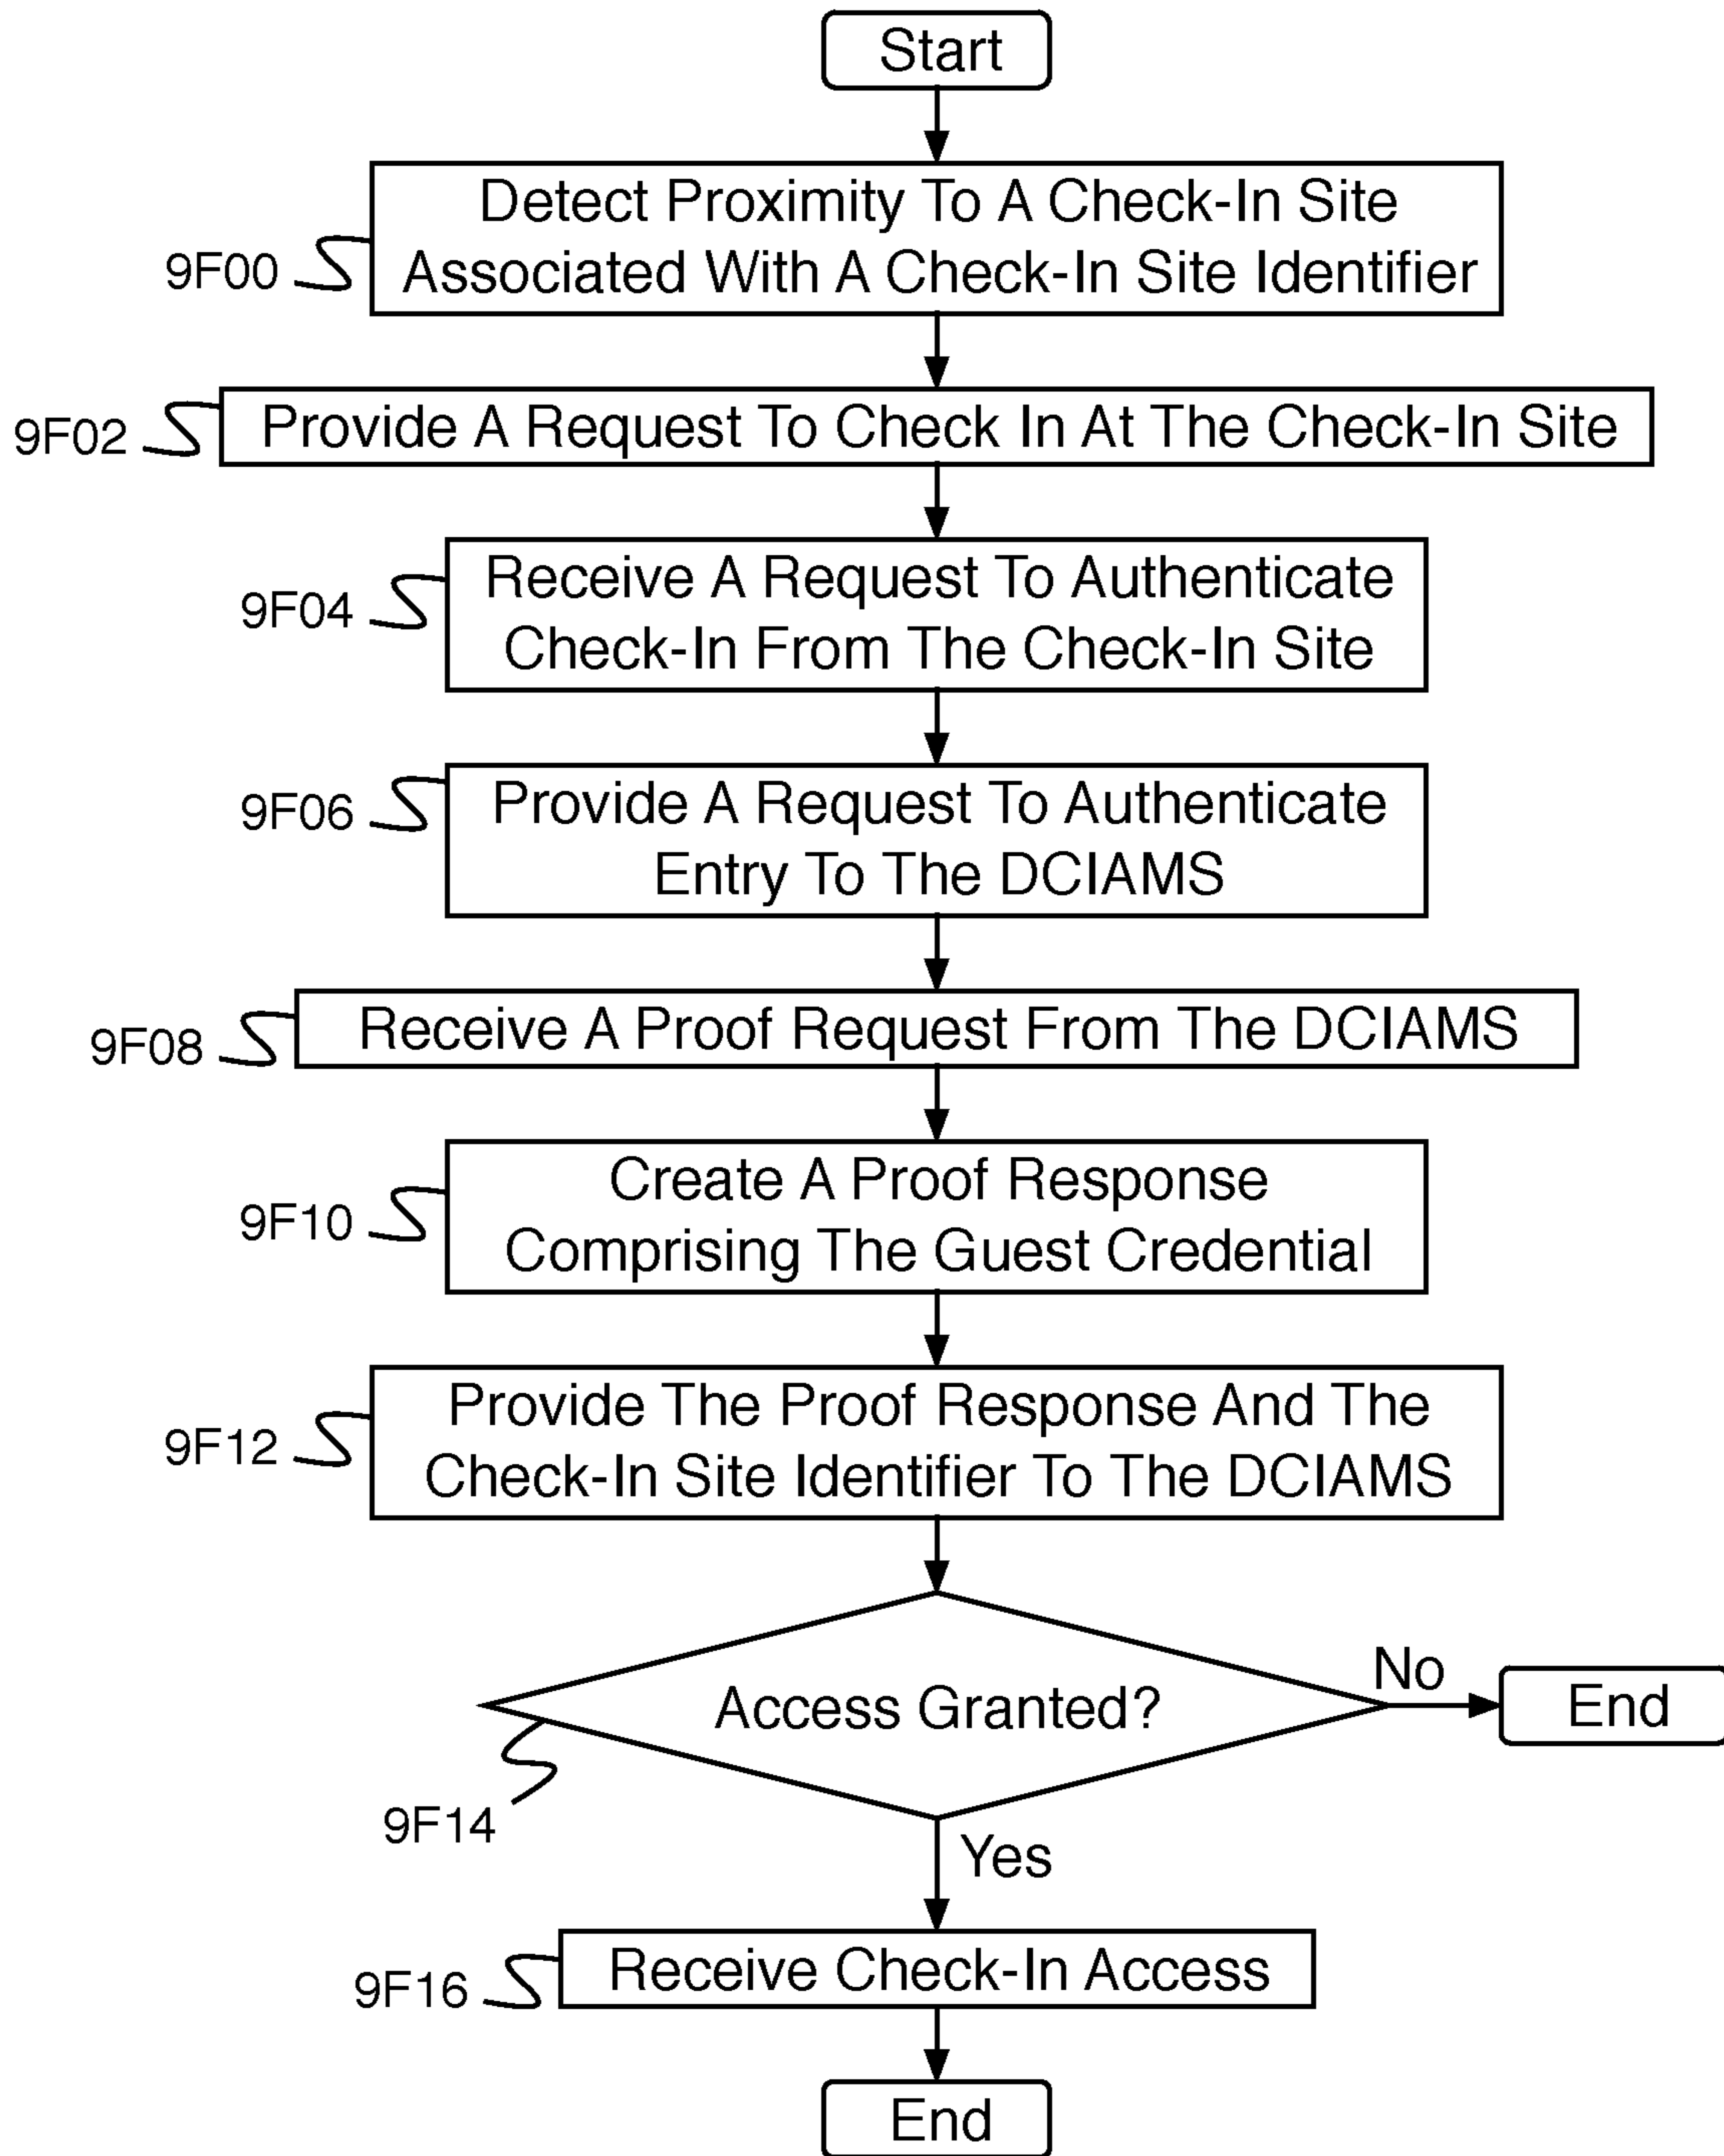 Start
Detect Proximity To A Check-In Site
Associated With A Check-In Site Identifier
9F00
Provide A Request To Check In At The Check-In Site
9F02
Receive A Request To Authenticate
Check-In From The Check-In Site
9F04
Provide A Request To Authenticate
Entry To The DCIAMS
9F06
Receive A Proof Request From The DCIAMS
9F08
Create A Proof Response
Comprising The Guest Credential
9F10
Provide The Proof Response And The
Check-In Site Identifier To The DCIAMS
9F12
Access Granted?
No
End
9F14
Yes
Receive Check-In Access
9F16
End